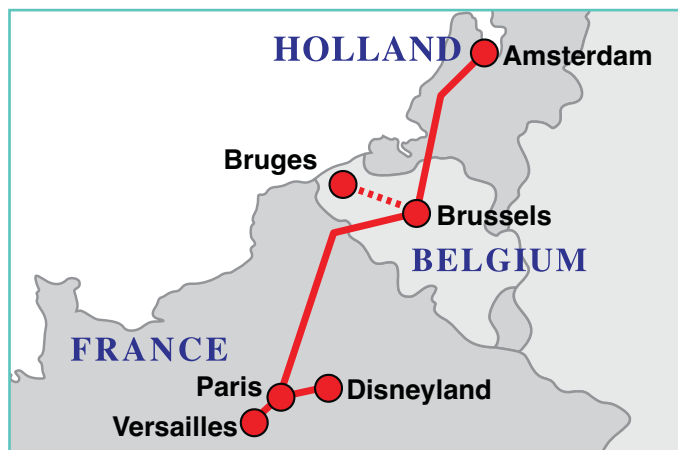 HOLLAND
Amsterdam
Bruges
Brussels
BELGIUM
FRANCE
Paris
Disneyland
Versailles